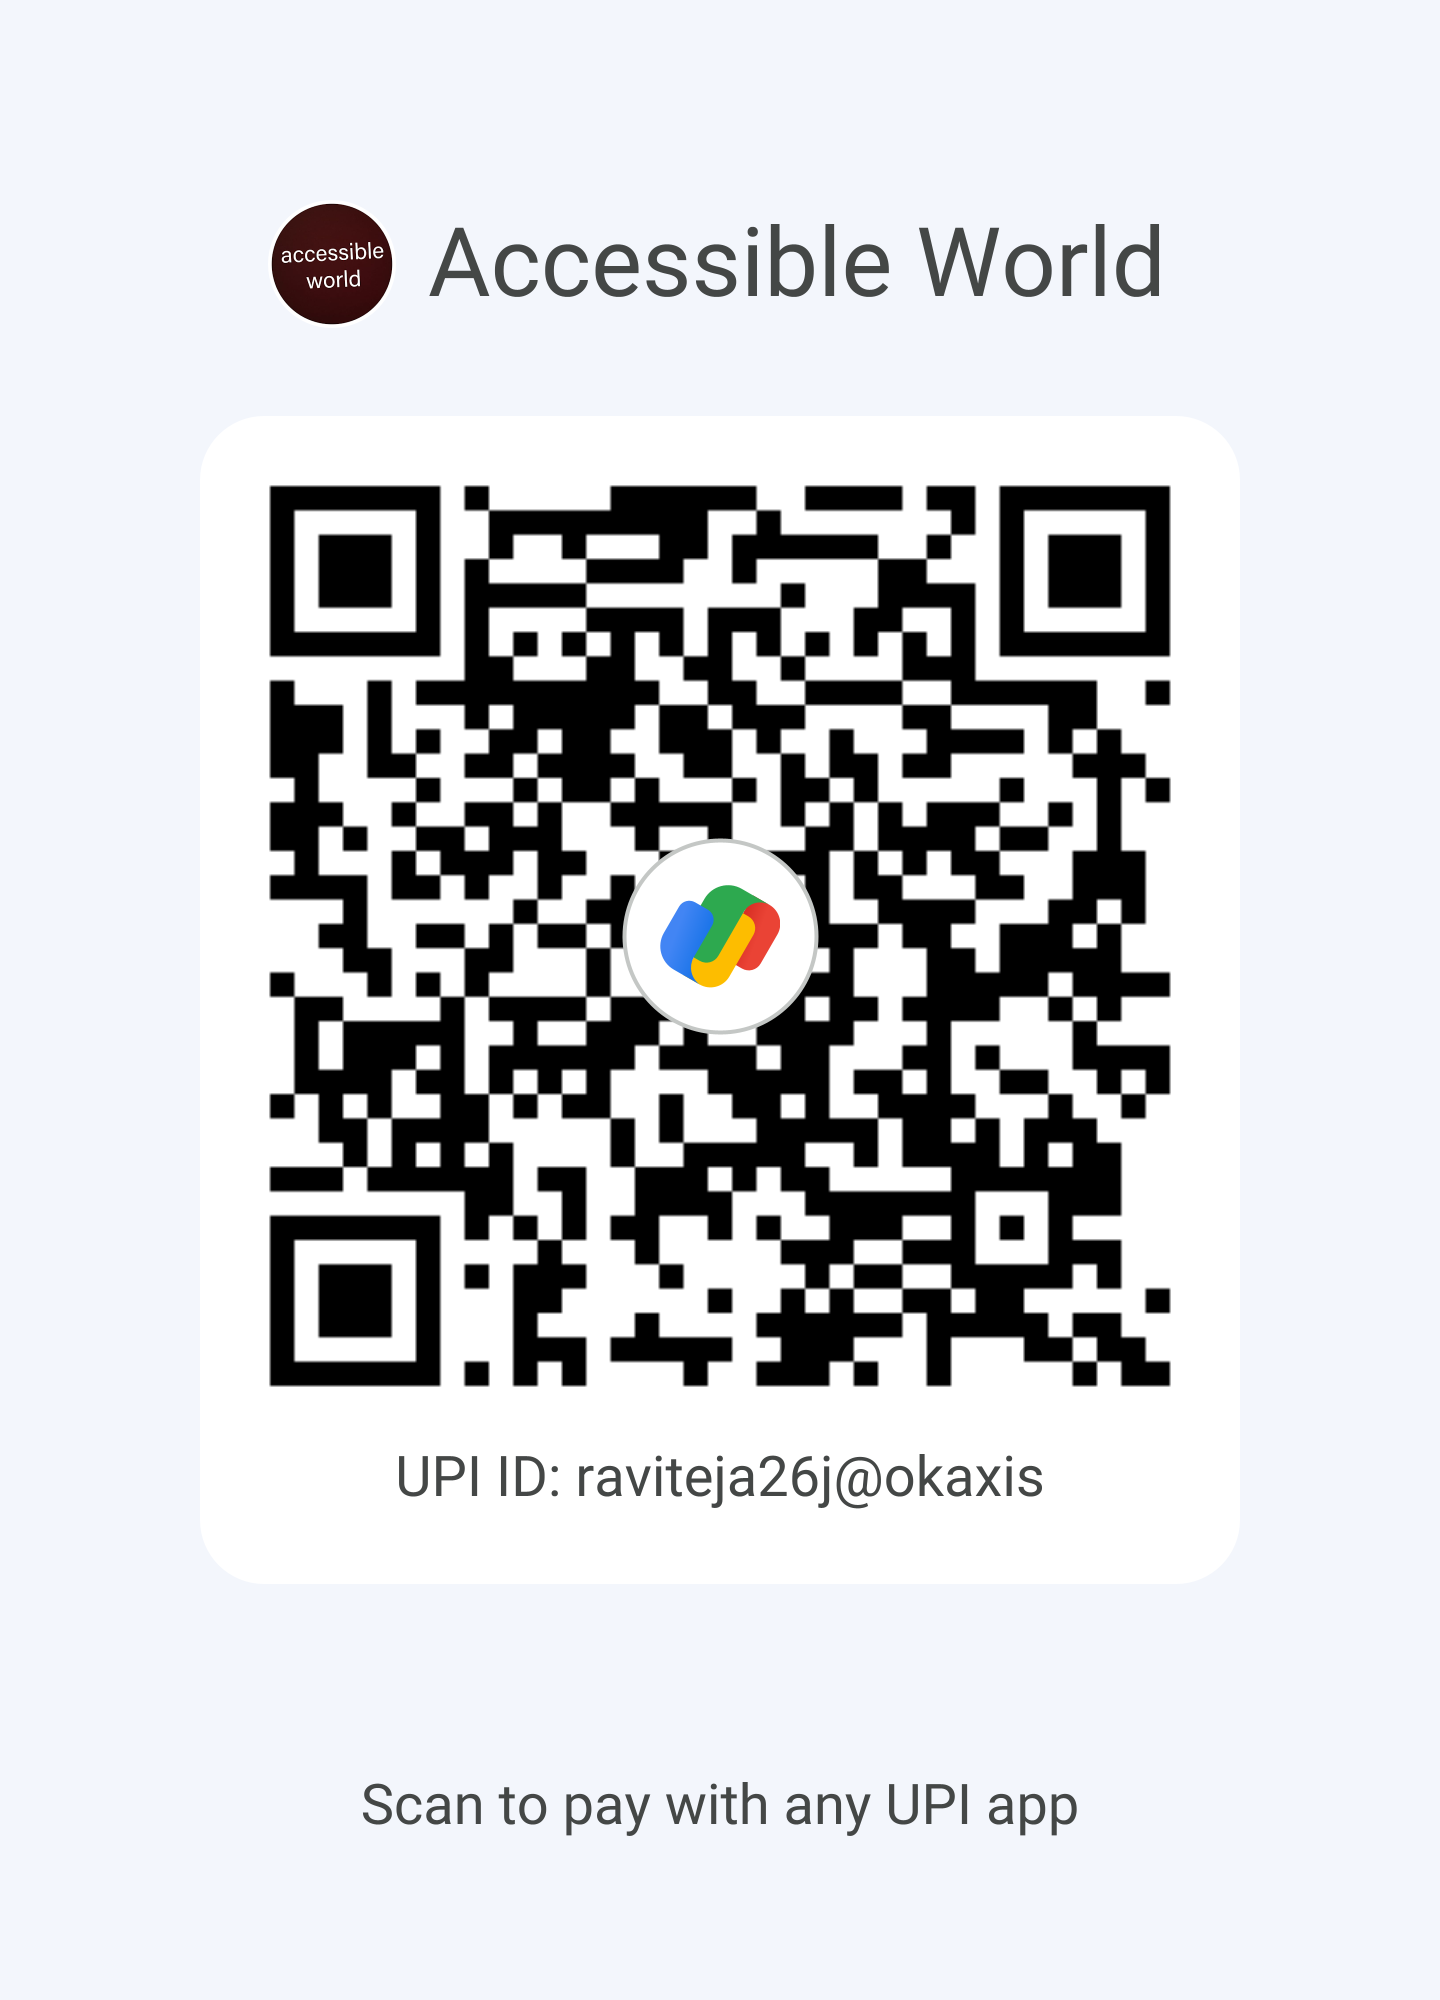 accessible
world
Accessible World
UPI ID: raviteja26j@okaxis
Scan to pay with any UPI app